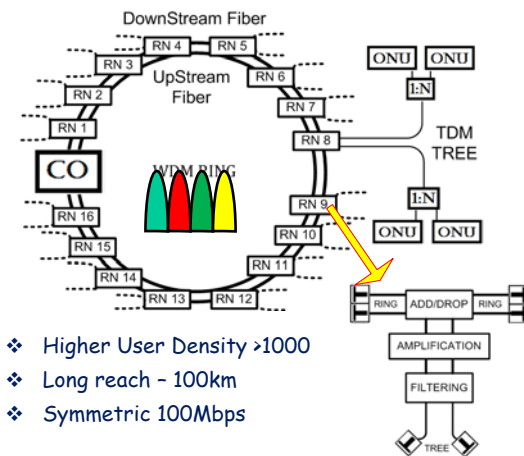 DownStream Fiber
RN 4
RN 5
RN 3
RN 6
UpStream
Fiber
RN 2
RN 7
RN 1
RN 8
CO
WDM RING
RN 16
RN 9
RN 15
RN 10
RN 14
RN 11
RN 13
RN 12
ONU
ONU
1:N
TDM
TREE
1:N
ONU
ONU
RING
ADD/DROP
RING
AMPLIFICATION
FILTERING
TREE
❖ Higher User Density >1000
❖ Long reach – 100km
❖ Symmetric 100Mbps